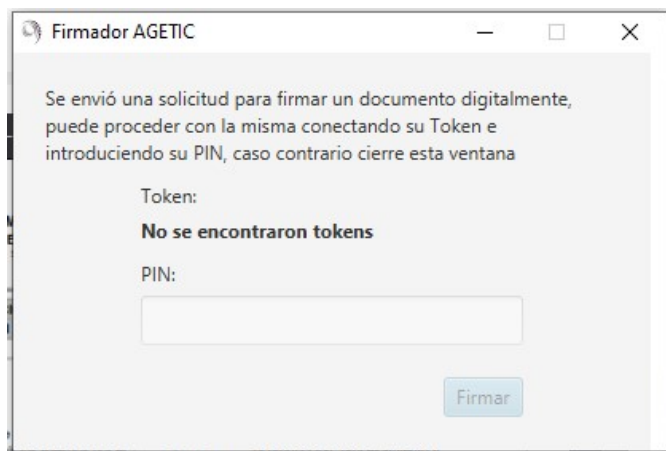 Firmador AGETIC
Se envió una solicitud para firmar un documento digitalmente,
puede proceder con la misma conectando su Token e
introduciendo su PIN, caso contrario cierre esta ventana
Token:
No se encontraron tokens
PIN:
Firmar